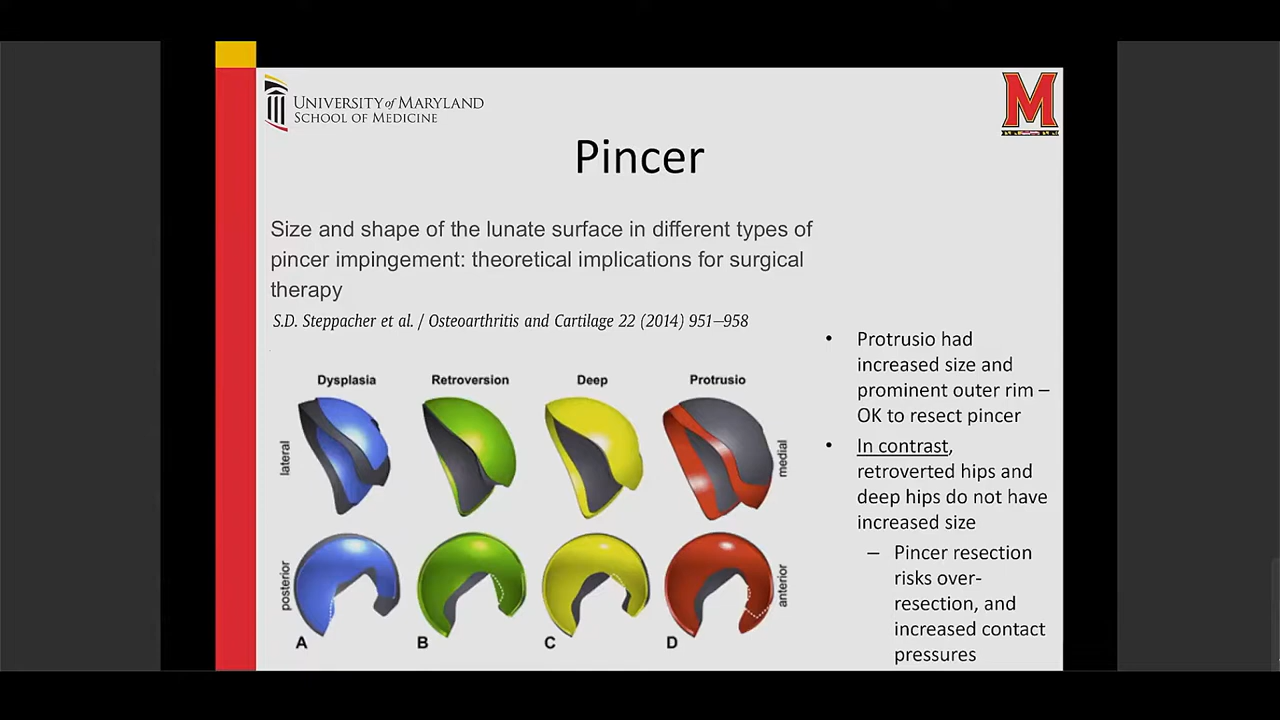 UNIVERSITY of MARYLAND
SCHOOL OF MEDICINE
M
Pincer
Size and shape of the lunate surface in different types of
pincer impingement: theoretical implications for surgical
therapy
S.D. Steppacher et al. / Osteoarthritis and Cartilage 22 (2014) 951–958
Dysplasia Retroversion Deep Protrusio
lateral
medial
posterior
anterior
A B C D
• Protrusio had
increased size and
prominent outer rim –
OK to resect pincer
• In contrast,
retroverted hips and
deep hips do not have
increased size
– Pincer resection
risks over-
resection, and
increased contact
pressures